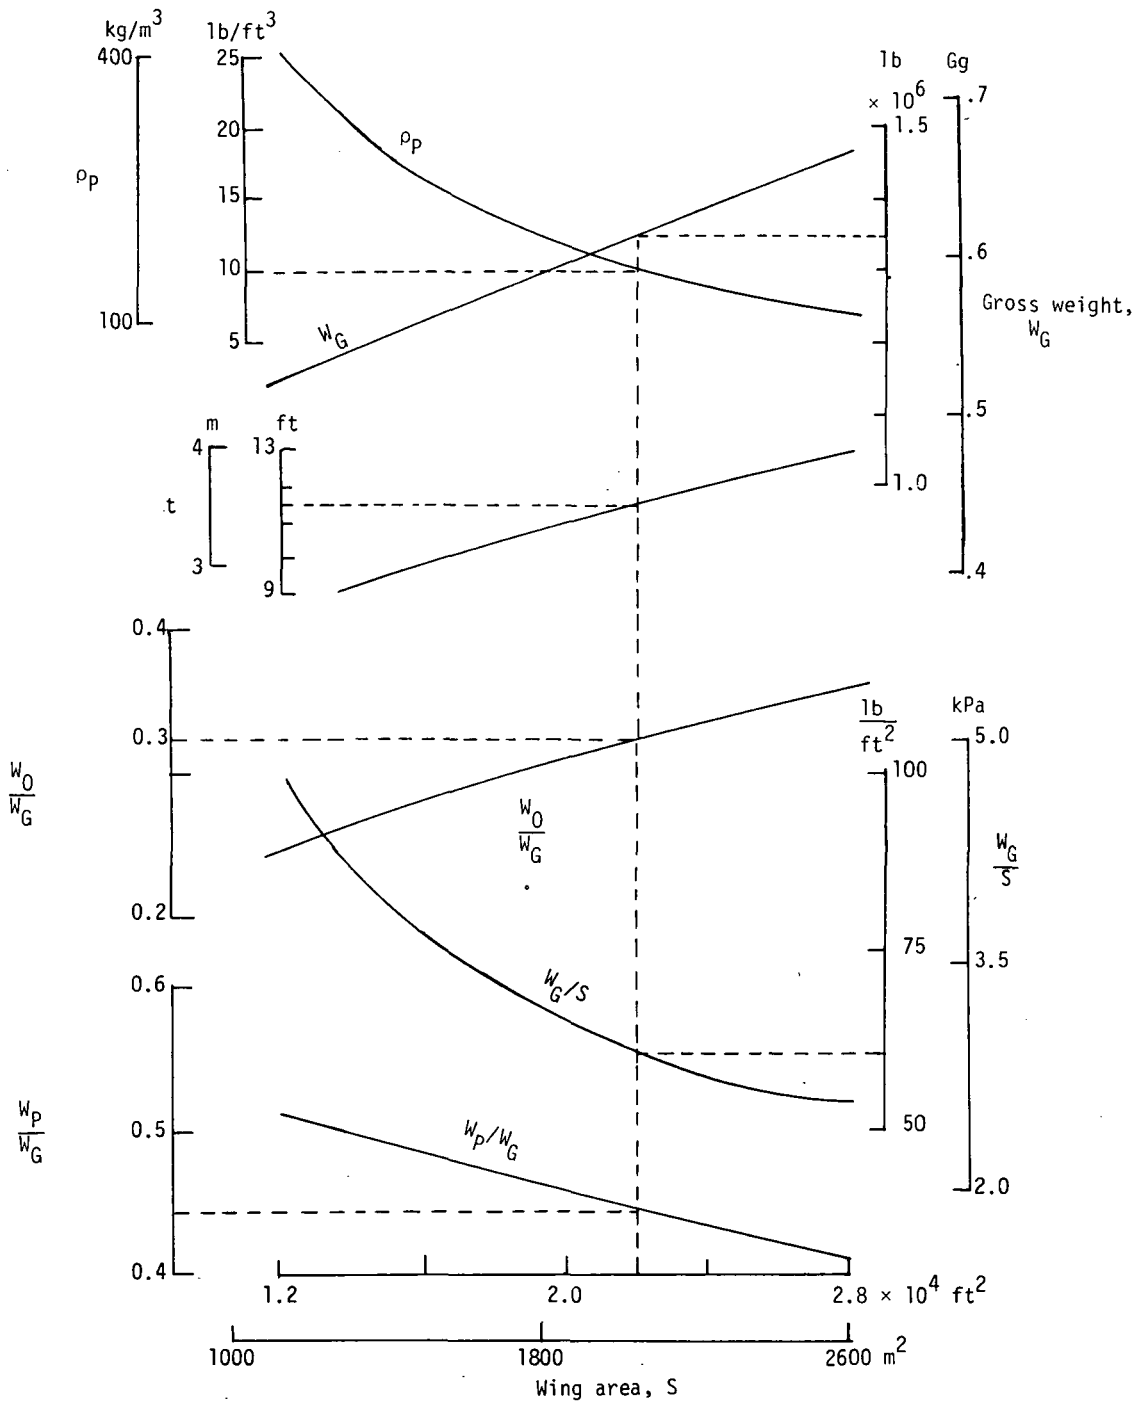 kg/m³ lb/ft³
400 25
20
ρP
15
10
100 5
ρP
WG
lb Gg
× 10⁶ .7
1.5
.6
Gross weight,
WG
.5
1.0
.4
m ft
4 13
t
3 9
0.4
0.3
WO
WG
0.2
WO
WG
lb
ft²
kPa
5.0
100
WG
S
75
3.5
50
2.0
WG/S
0.6
WP
WG
0.5
WP/WG
0.4
1.2 2.0 2.8 × 10⁴ ft²
1000 1800 2600 m²
Wing area, S